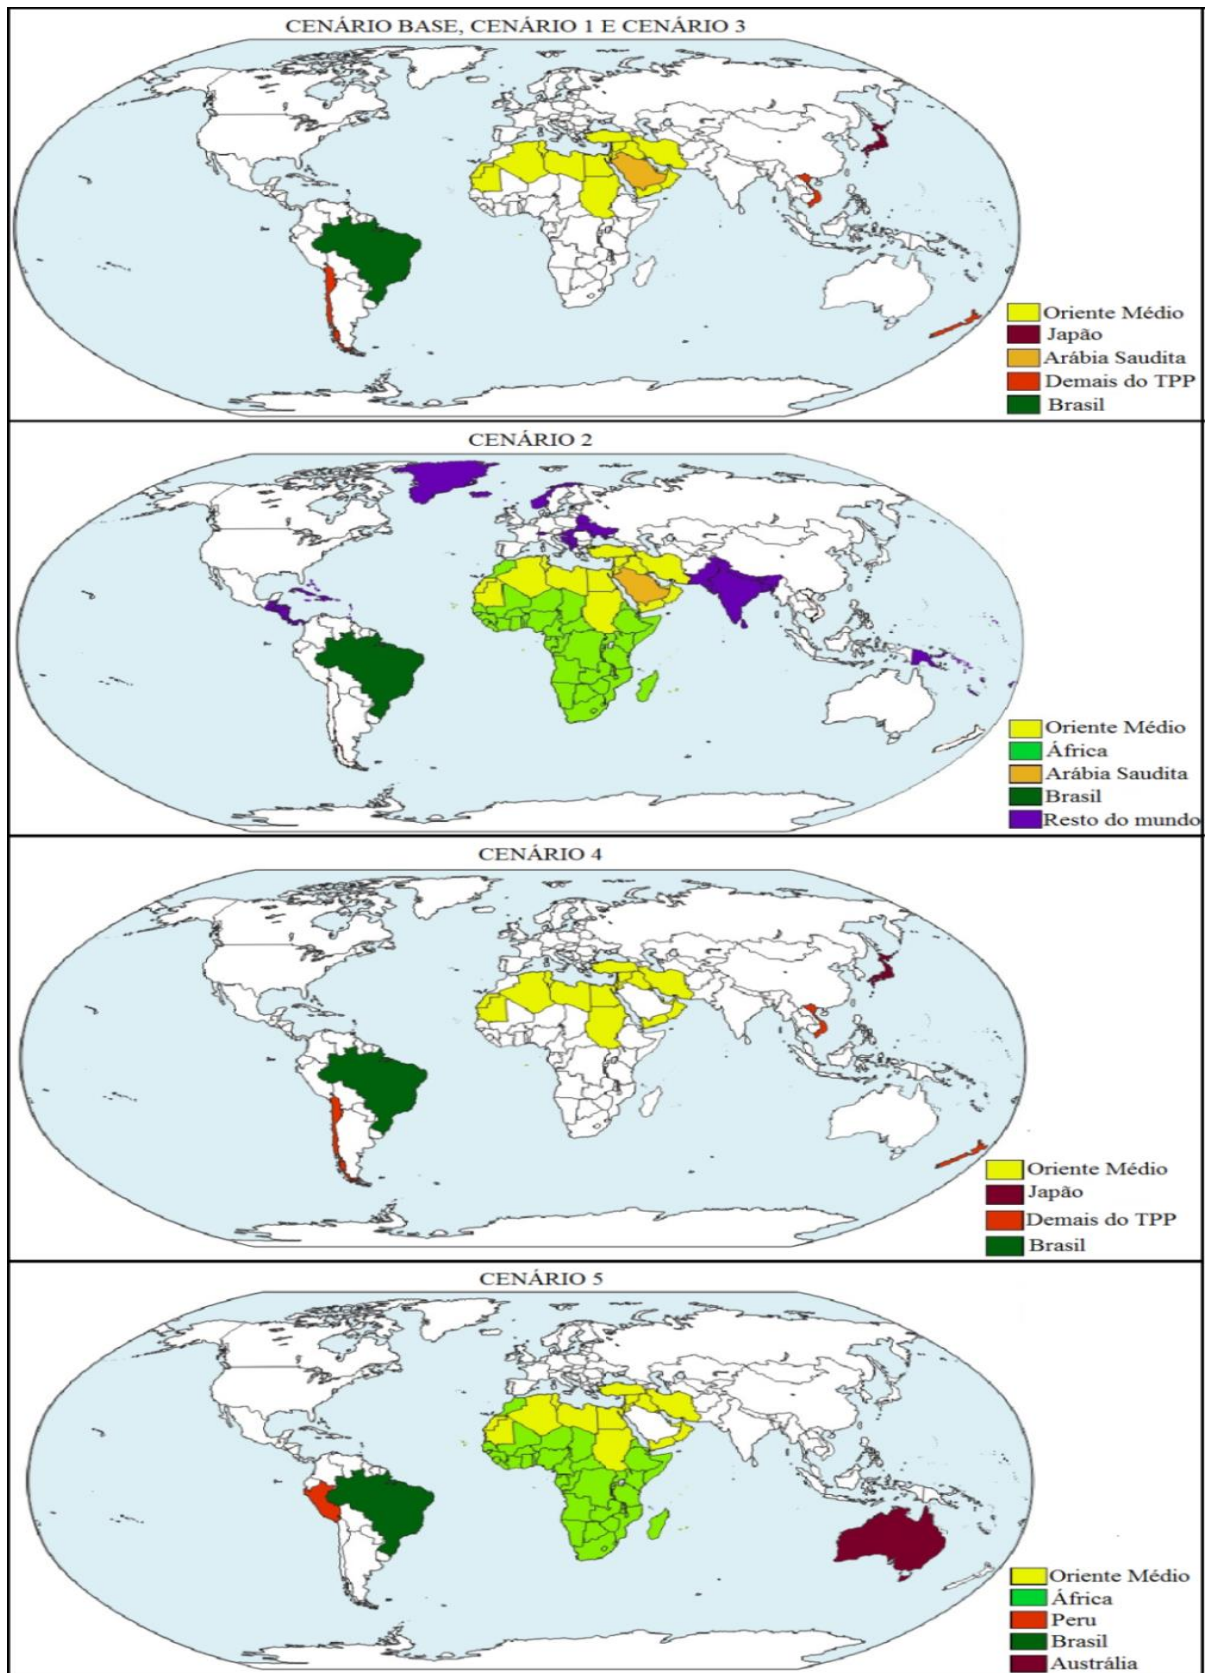 CENÁRIO BASE, CENÁRIO 1 E CENÁRIO 3
Oriente Médio
Japão
Arábia Saudita
Demais do TPP
Brasil
CENÁRIO 2
Oriente Médio
África
Arábia Saudita
Brasil
Resto do mundo
CENÁRIO 4
Oriente Médio
Japão
Demais do TPP
Brasil
CENÁRIO 5
Oriente Médio
África
Peru
Brasil
Austrália